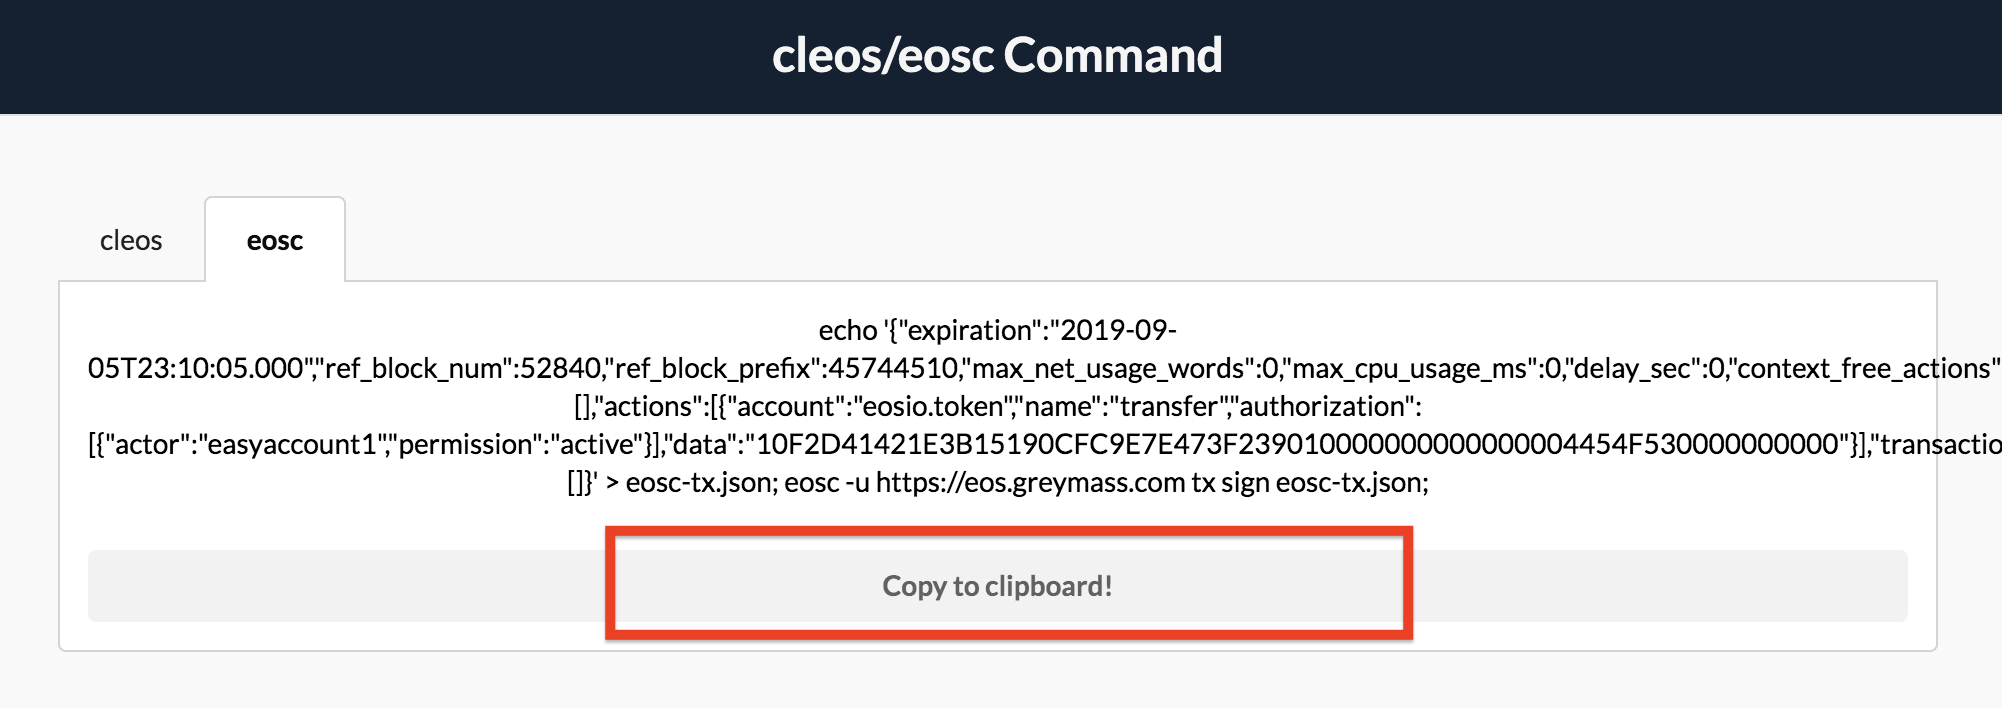 cleos/eosc Command
cleos
eosc
echo '{"expiration":"2019-09-
05T23:10:05.000","ref_block_num":52840,"ref_block_prefix":45744510,"max_net_usage_words":0,"max_cpu_usage_ms":0,"delay_sec":0,"context_free_actions"
[],"actions":[{"account":"eosio.token","name":"transfer","authorization":
[{"actor":"easyaccount1","permission":"active"}],"data":"10F2D41421E3B15190CFC9E7E473F239010000000000000004454F530000000000"}],"transactio
[]}' > eosc-tx.json; eosc -u https://eos.greymass.com tx sign eosc-tx.json;
Copy to clipboard!